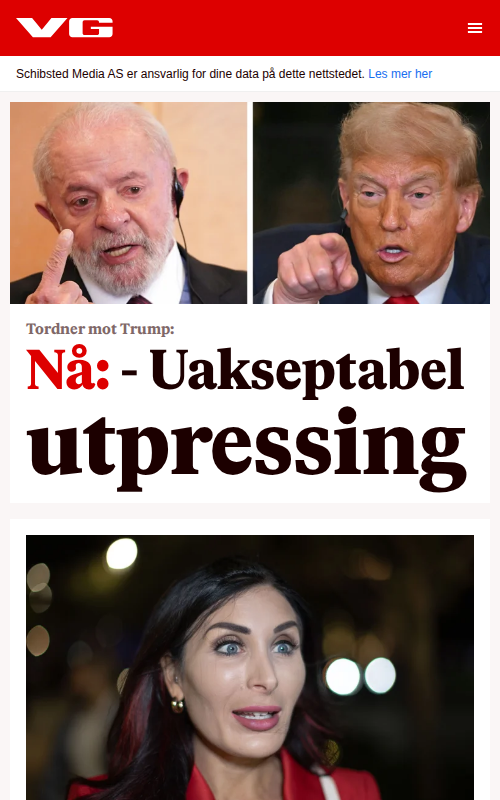 VG
Schibsted Media AS er ansvarlig for dine data på dette nettstedet. Les mer her
Tordner mot Trump:
Nå: - Uakseptabel
utpressing